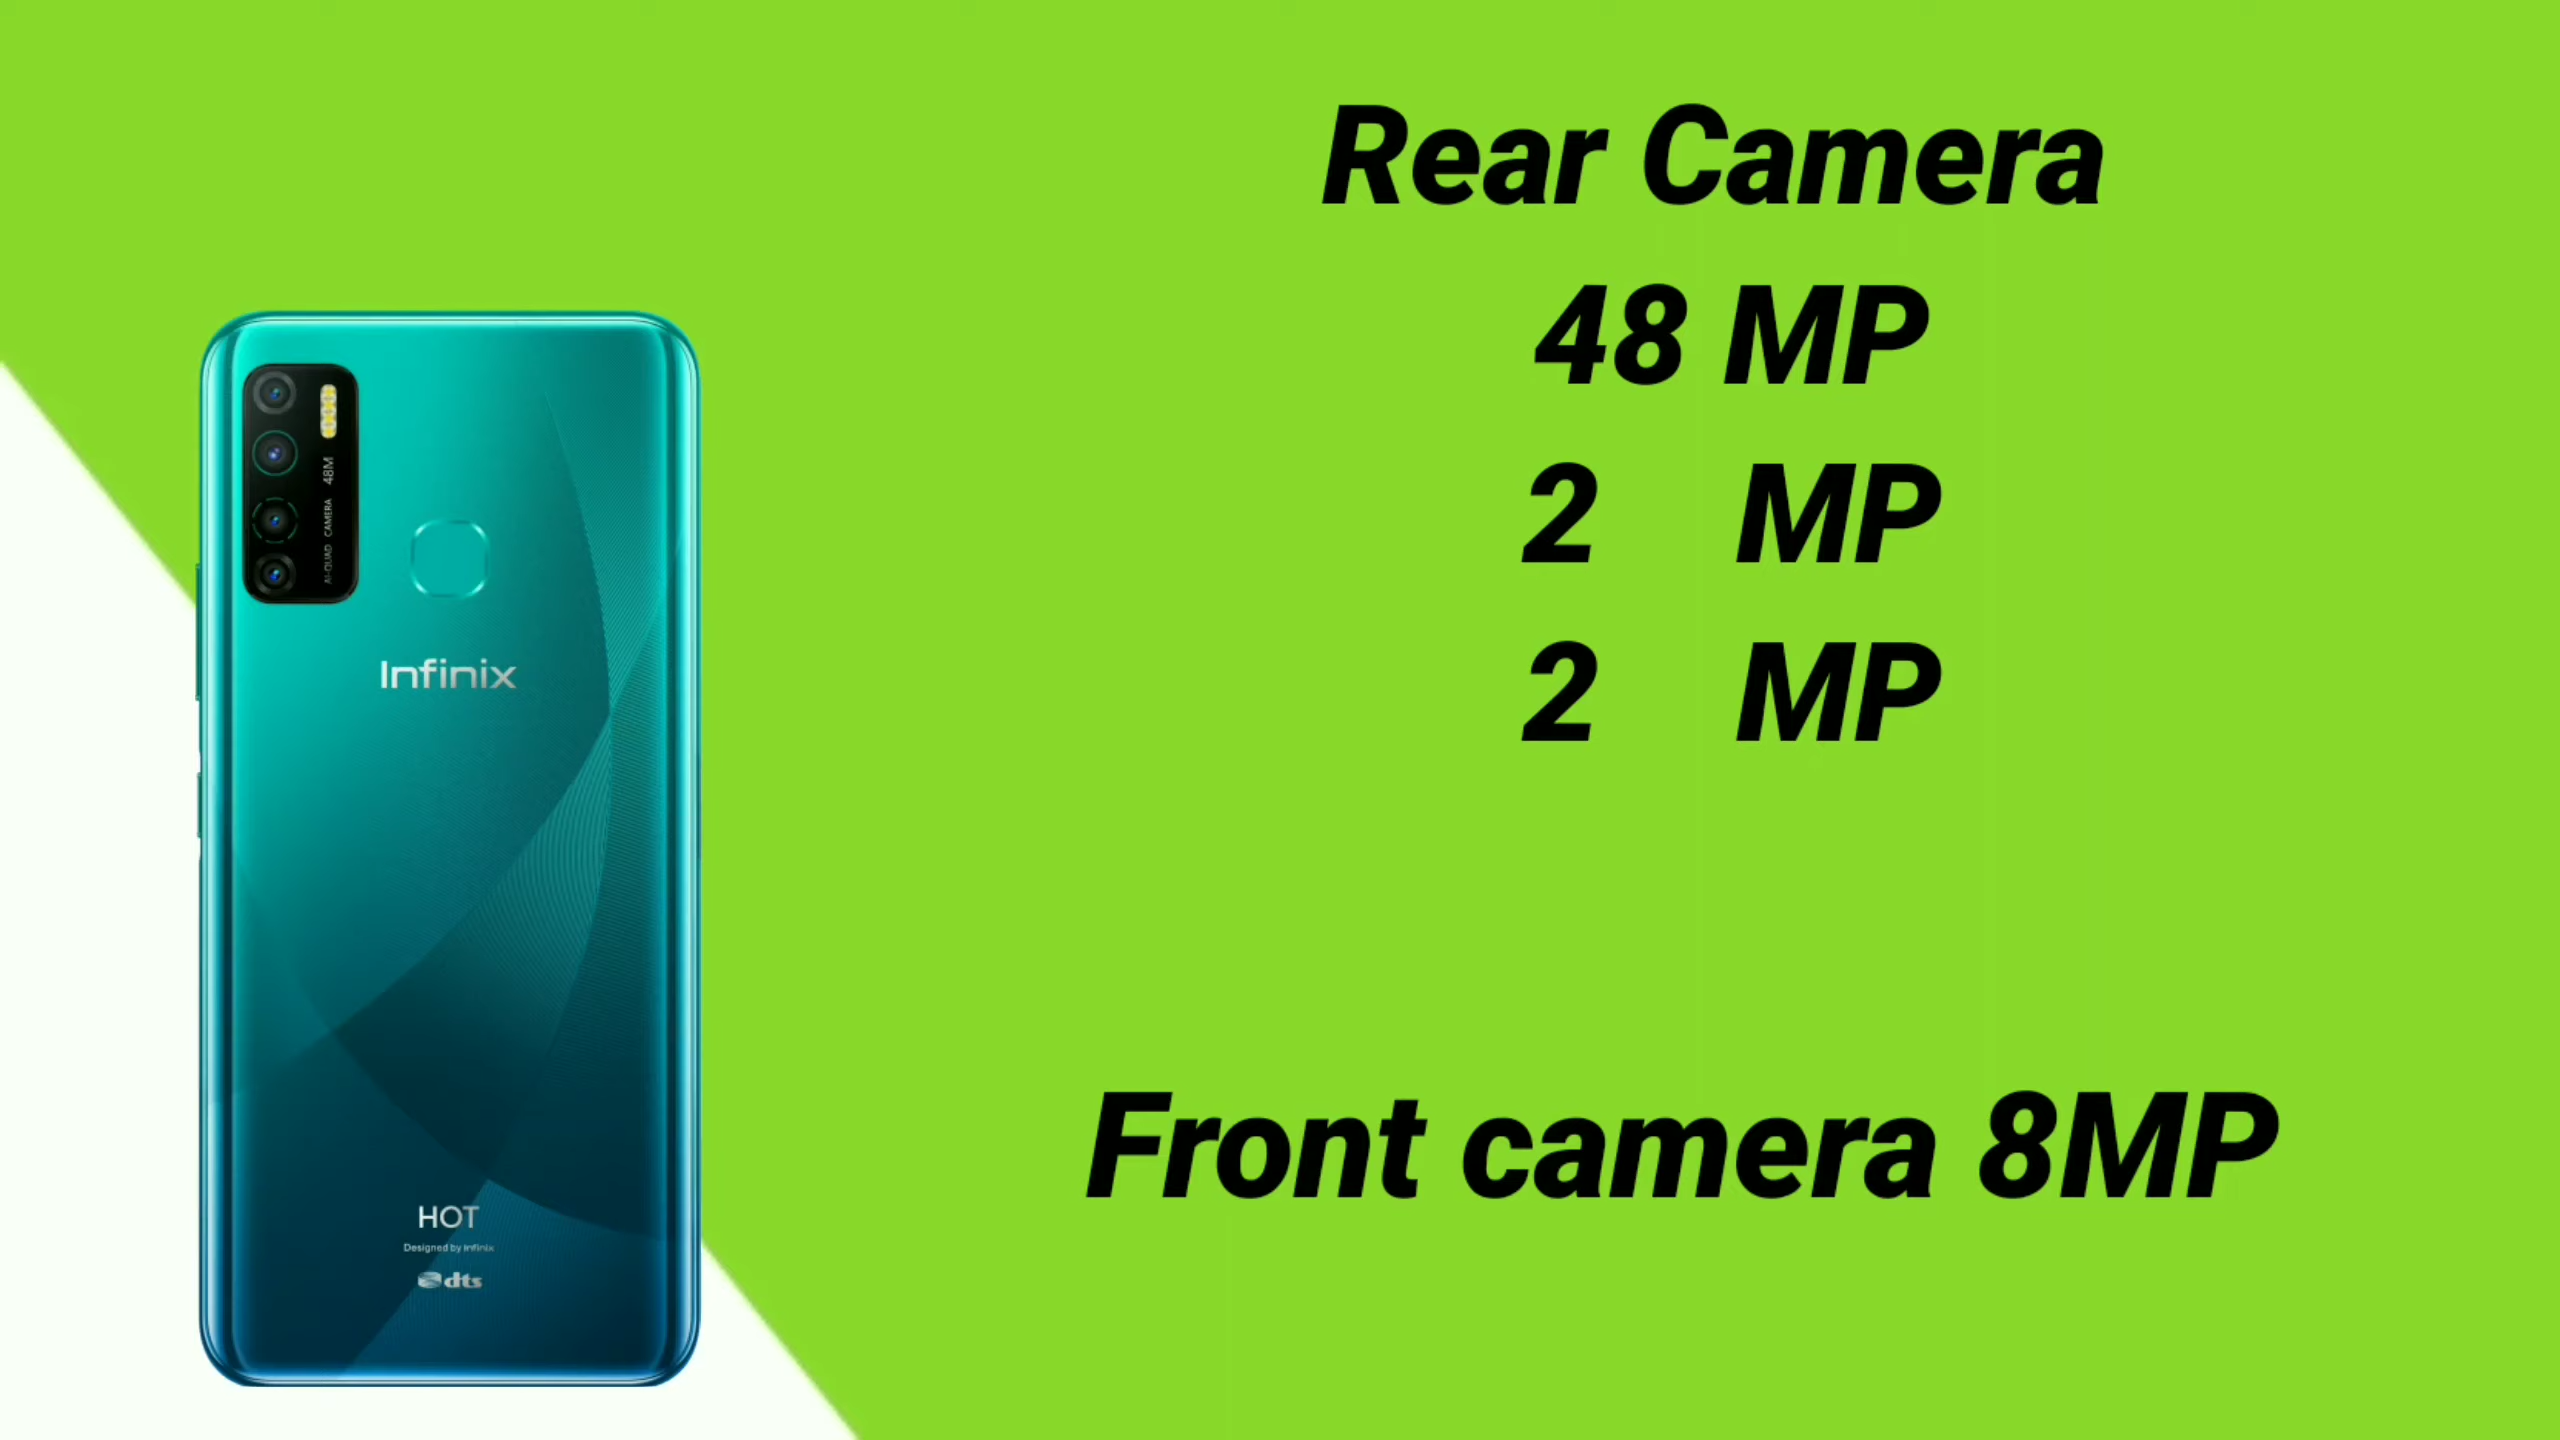 Rear Camera
48 MP
2 MP
2 MP
Front camera 8MP
AI-QUAD CAMERA 48M
Infinix
HOT
Designed by Infinix
dts